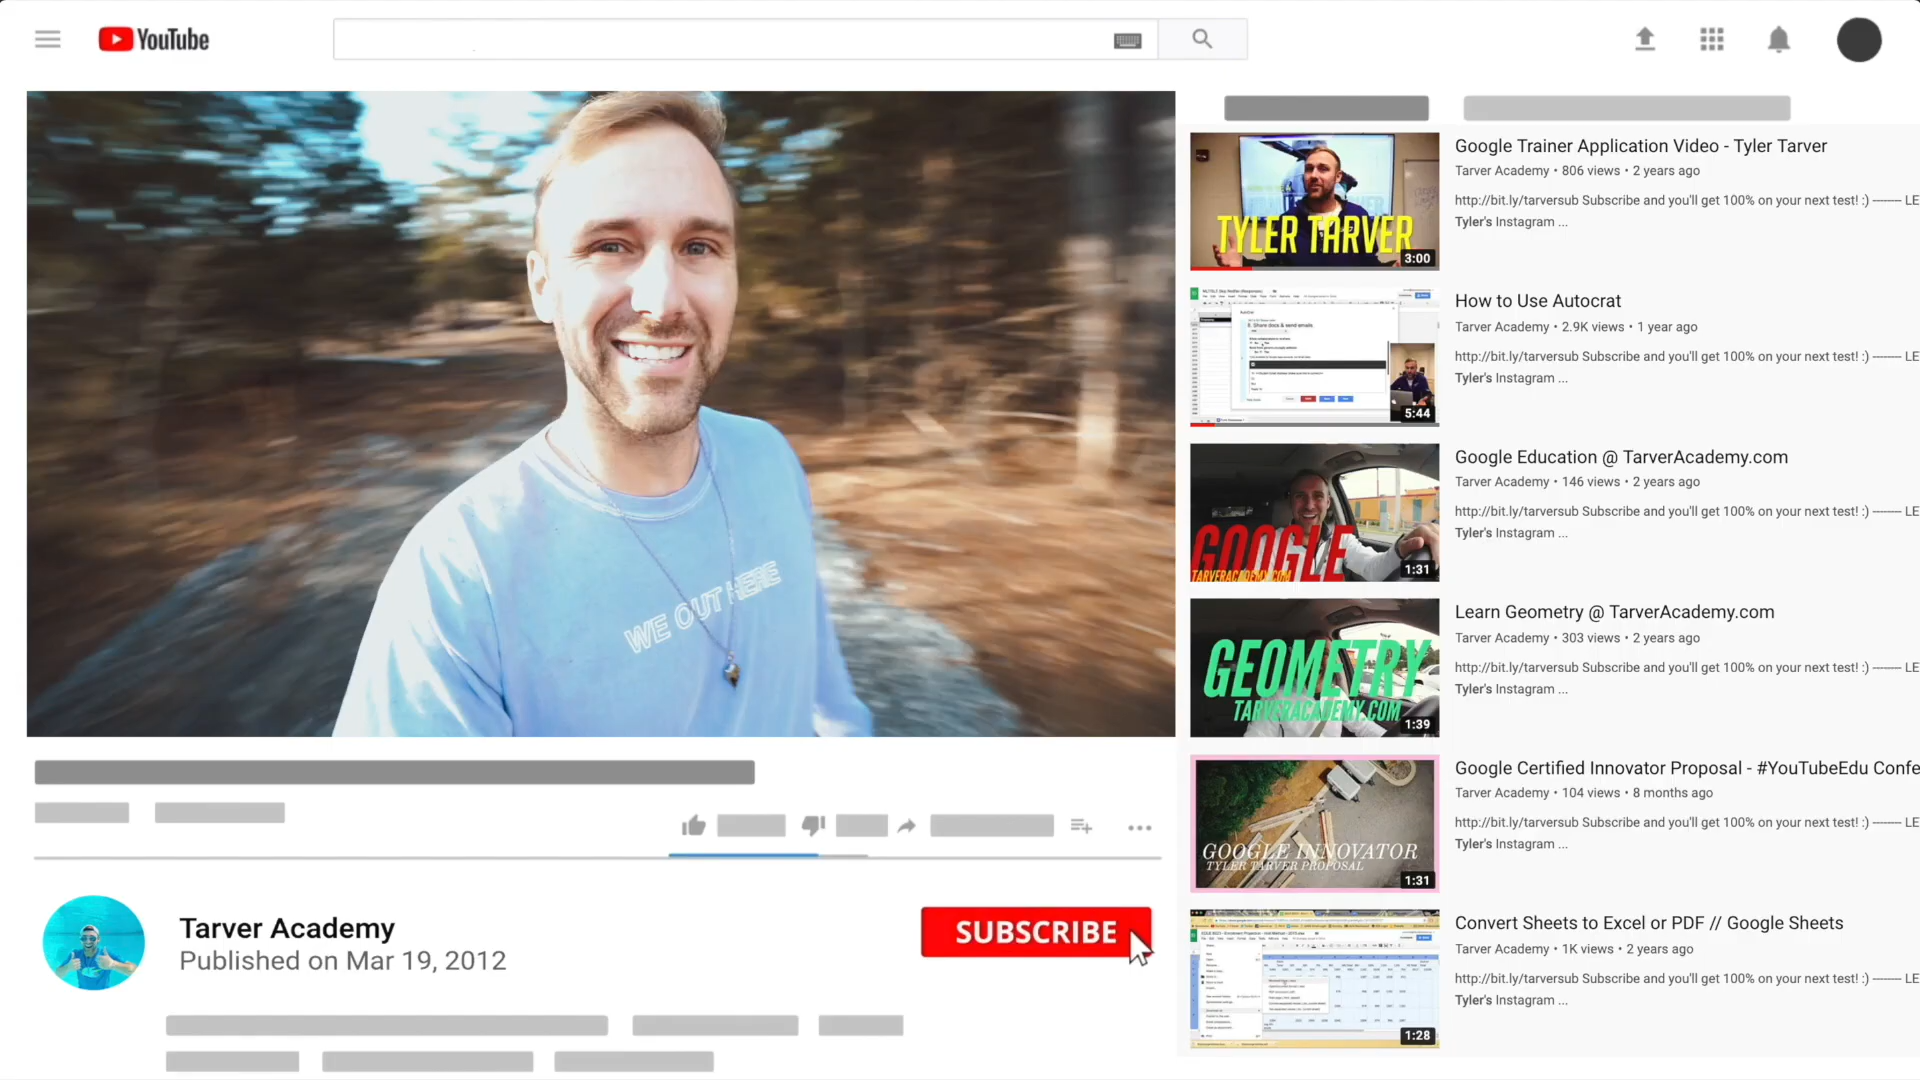 YouTube
WE OUT HERE
Tarver Academy
Published on Mar 19, 2012
SUBSCRIBE
TYLER TARVER
3:00
Google Trainer Application Video - Tyler Tarver
Tarver Academy • 806 views • 2 years ago
http://bit.ly/tarversub Subscribe and you'll get 100% on your next test! :) -------- LE
Tyler's Instagram ...
8. Share docs & send emails
5:44
How to Use Autocrat
Tarver Academy • 2.9K views • 1 year ago
http://bit.ly/tarversub Subscribe and you'll get 100% on your next test! :) -------- LE
Tyler's Instagram ...
GOOGLE
TARVERACADEMY.COM
1:31
Google Education @ TarverAcademy.com
Tarver Academy • 146 views • 2 years ago
http://bit.ly/tarversub Subscribe and you'll get 100% on your next test! :) -------- LE
Tyler's Instagram ...
GEOMETRY
TARVERACADEMY.COM
1:39
Learn Geometry @ TarverAcademy.com
Tarver Academy • 303 views • 2 years ago
http://bit.ly/tarversub Subscribe and you'll get 100% on your next test! :) -------- LE
Tyler's Instagram ...
GOOGLE INNOVATOR
TYLER TARVER PROPOSAL
1:31
Google Certified Innovator Proposal - #YouTubeEdu Confe
Tarver Academy • 104 views • 8 months ago
http://bit.ly/tarversub Subscribe and you'll get 100% on your next test! :) -------- LE
Tyler's Instagram ...
1:28
Convert Sheets to Excel or PDF // Google Sheets
Tarver Academy • 1K views • 2 years ago
http://bit.ly/tarversub Subscribe and you'll get 100% on your next test! :) -------- LE
Tyler's Instagram ...